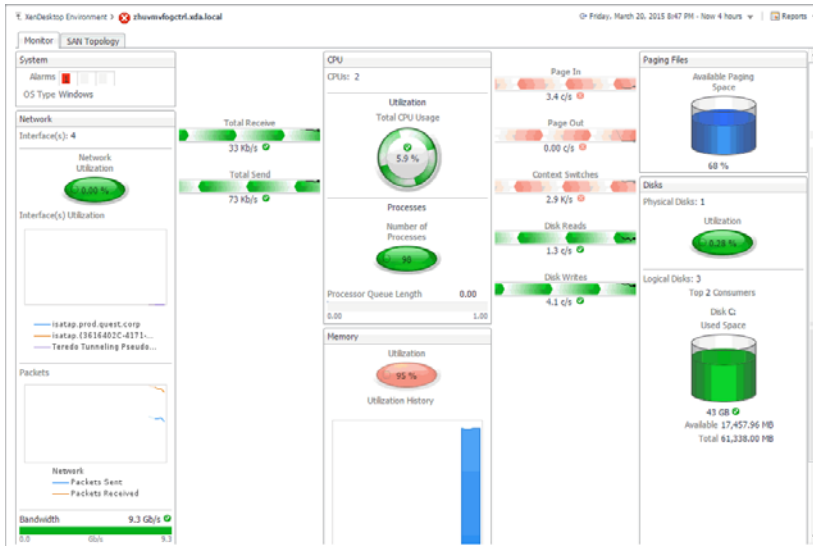 XenDesktop Environment > zhuvmvfogctrl.xda.local
Friday, March 20, 2015 8:47 PM - Now 4 hours
Reports
Monitor
SAN Topology
System
Alarms
OS Type Windows
Network
Interface(s): 4
Network
Utilization
0.00 %
Interface(s) Utilization
isatap.prod.quest.corp
isatap.{3616402C-4171-...
Teredo Tunneling Pseudo...
Packets
Network
Packets Sent
Packets Received
Bandwidth 9.3 Gb/s
0.0 Gb/s 9.3
Total Receive
33 Kb/s
Total Send
73 Kb/s
CPU
CPUs: 2
Utilization
Total CPU Usage
5.9 %
Processes
Number of
Processes
98
Processor Queue Length 0.00
0.00 1.00
Memory
Utilization
95 %
Utilization History
Page In
3.4 c/s
Page Out
0.00 c/s
Context Switches
2.9 K/s
Disk Reads
1.3 c/s
Disk Writes
4.1 c/s
Paging Files
Available Paging
Space
68 %
Disks
Physical Disks: 1
Utilization
0.28 %
Logical Disks: 3
Top 2 Consumers
Disk C:
Used Space
43 GB
Available 17,457.96 MB
Total 61,338.00 MB